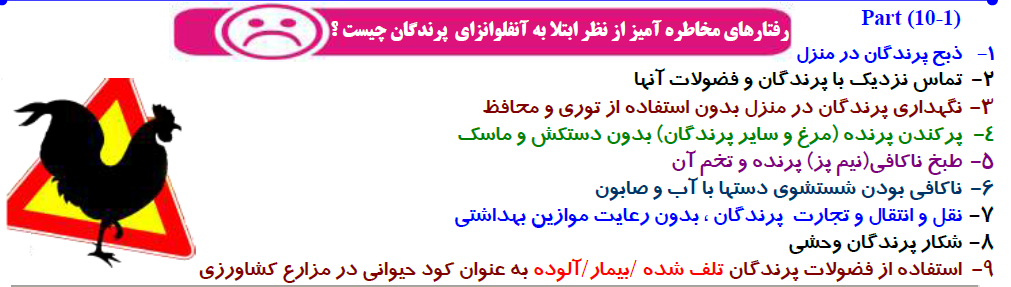 Part (10-1)
رفتارهای مخاطره آمیز از نظر ابتلا به آنفلوانزای پرندگان چیست ؟
۱- ذبح پرندگان در منزل
۲- تماس نزدیک با پرندگان و فضولات آنها
۳- نگهداری پرندگان در منزل بدون استفاده از توری و محافظ
۴- پرکندن پرنده (مرغ و سایر پرندگان) بدون دستکش و ماسک
۵- طبخ ناکافی(نیم پز) پرنده و تخم آن
۶- ناکافی بودن شستشوی دستها با آب و صابون
۷- نقل و انتقال و تجارت پرندگان ، بدون رعایت موازین بهداشتی
۸- شکار پرندگان وحشی
۹- استفاده از فضولات پرندگان تلف شده /بیمار/آلوده به عنوان کود حیوانی در مزارع کشاورزی